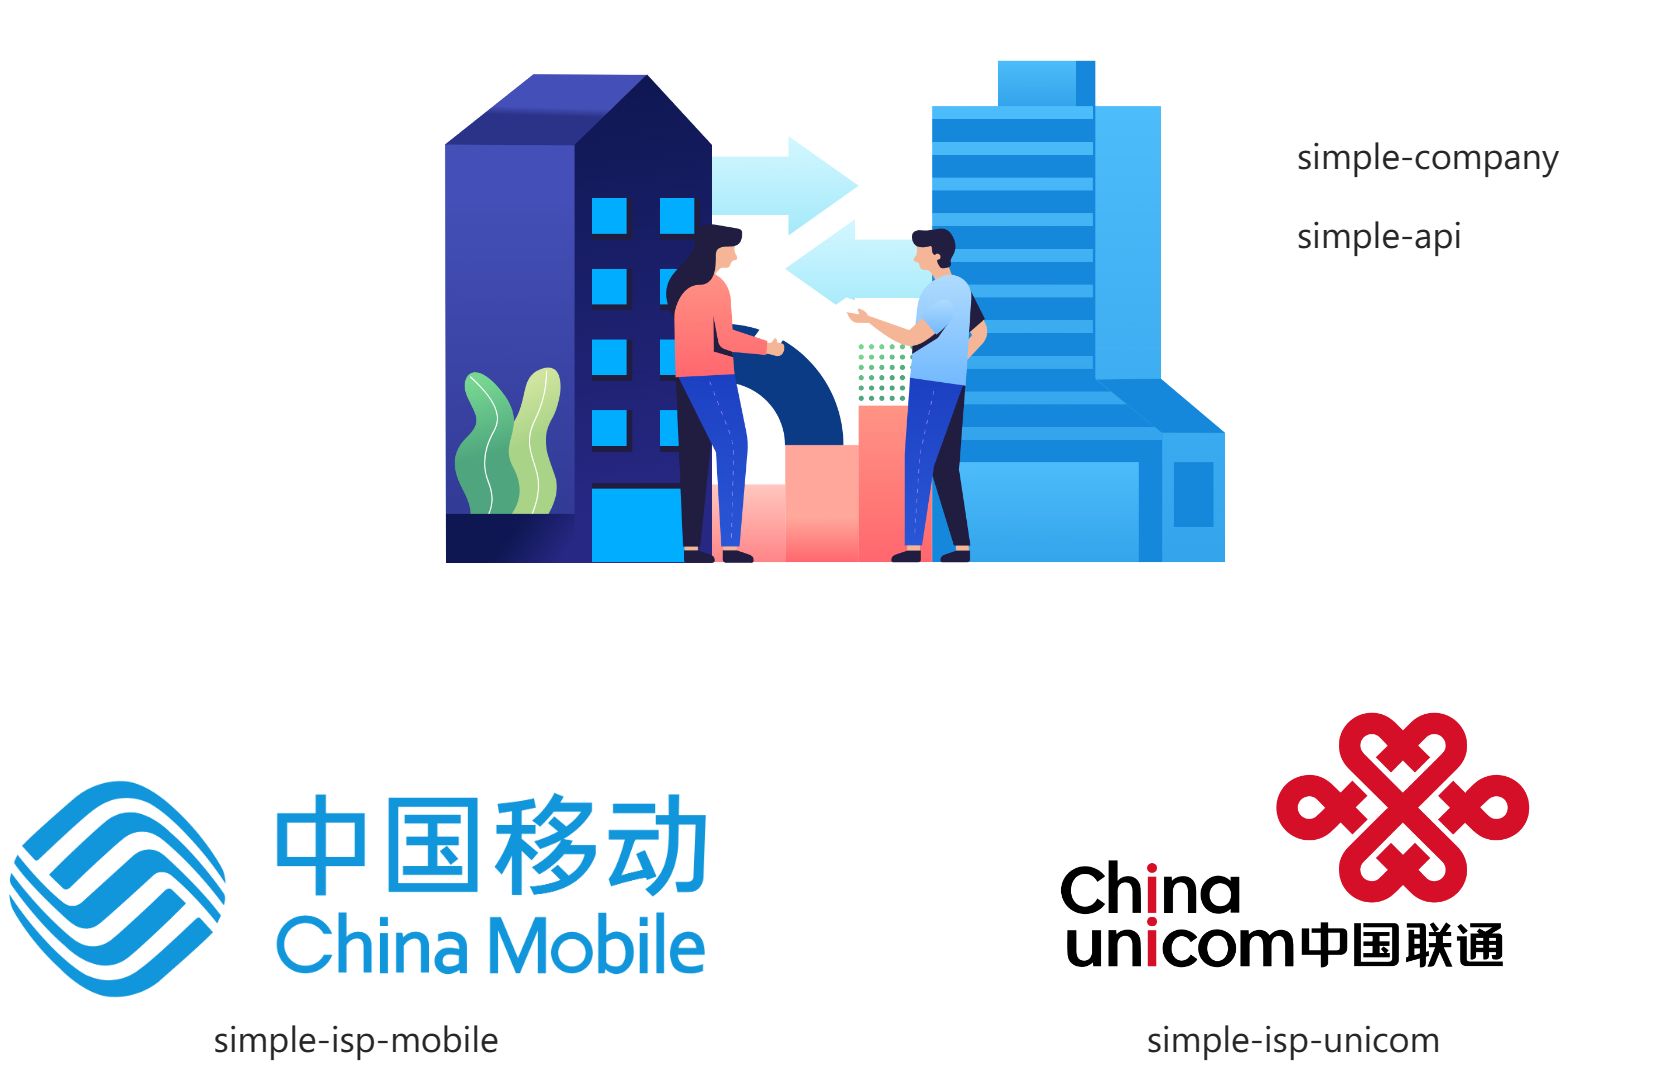 simple-company
simple-api
中国移动
China Mobile
China
unicom中国联通
simple-isp-mobile
simple-isp-unicom